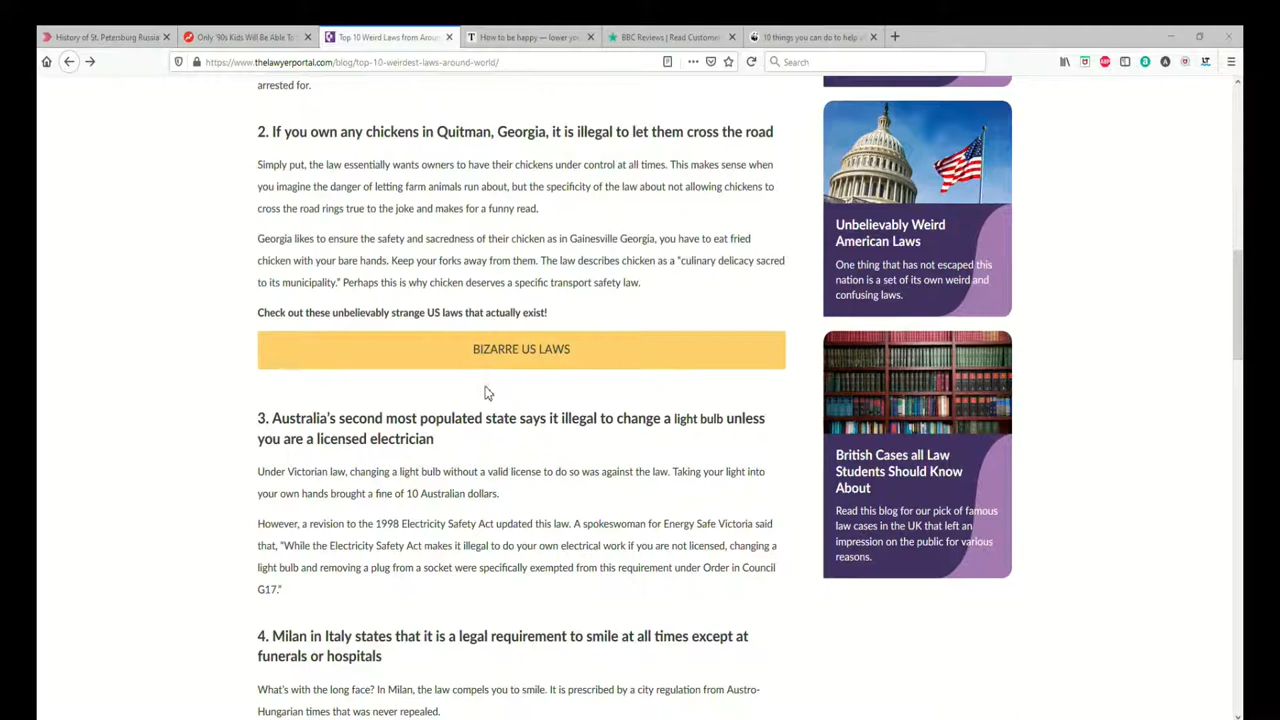 History of St. Petersburg Russia
Only '90s Kids Will Be Able To
Top 10 Weird Laws from Arou
How to be happy — lower yo
BBC Reviews | Read Custome
10 things you can do to help
https://www.thelawyerportal.com/blog/top-10-weirdest-laws-around-world/
Search
arrested for.
2. If you own any chickens in Quitman, Georgia, it is illegal to let them cross the road
Simply put, the law essentially wants owners to have their chickens under control at all times. This makes sense when
you imagine the danger of letting farm animals run about, but the specificity of the law about not allowing chickens to
cross the road rings true to the joke and makes for a funny read.
Georgia likes to ensure the safety and sacredness of their chicken as in Gainesville Georgia, you have to eat fried
chicken with your bare hands. Keep your forks away from them. The law describes chicken as a "culinary delicacy sacred
to its municipality." Perhaps this is why chicken deserves a specific transport safety law.
Check out these unbelievably strange US laws that actually exist!
BIZARRE US LAWS
3. Australia's second most populated state says it illegal to change a light bulb unless
you are a licensed electrician
Under Victorian law, changing a light bulb without a valid license to do so was against the law. Taking your light into
your own hands brought a fine of 10 Australian dollars.
However, a revision to the 1998 Electricity Safety Act updated this law. A spokeswoman for Energy Safe Victoria said
that, "While the Electricity Safety Act makes it illegal to do your own electrical work if you are not licensed, changing a
light bulb and removing a plug from a socket were specifically exempted from this requirement under Order in Council
G17."
4. Milan in Italy states that it is a legal requirement to smile at all times except at
funerals or hospitals
What's with the long face? In Milan, the law compels you to smile. It is prescribed by a city regulation from Austro-
Hungarian times that was never repealed.
Unbelievably Weird
American Laws
One thing that has not escaped this
nation is a set of its own weird and
confusing laws.
British Cases all Law
Students Should Know
About
Read this blog for our pick of famous
law cases in the UK that left an
impression on the public for various
reasons.